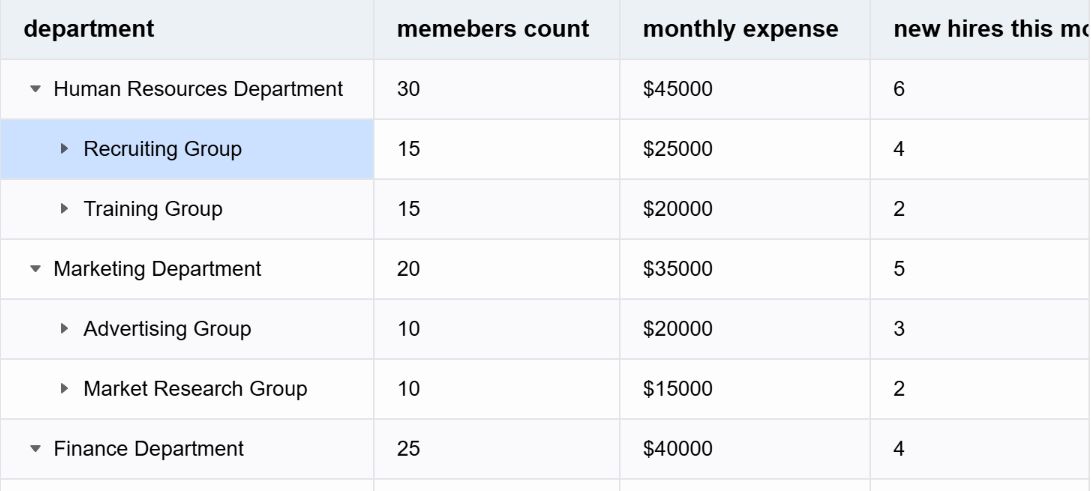 department memebers count monthly expense new hires this
Human Resources Department 30 $45000 6
Recruiting Group 15 $25000 4
Training Group 15 $20000 2
Marketing Department 20 $35000 5
Advertising Group 10 $20000 3
Market Research Group 10 $15000 2
Finance Department 25 $40000 4